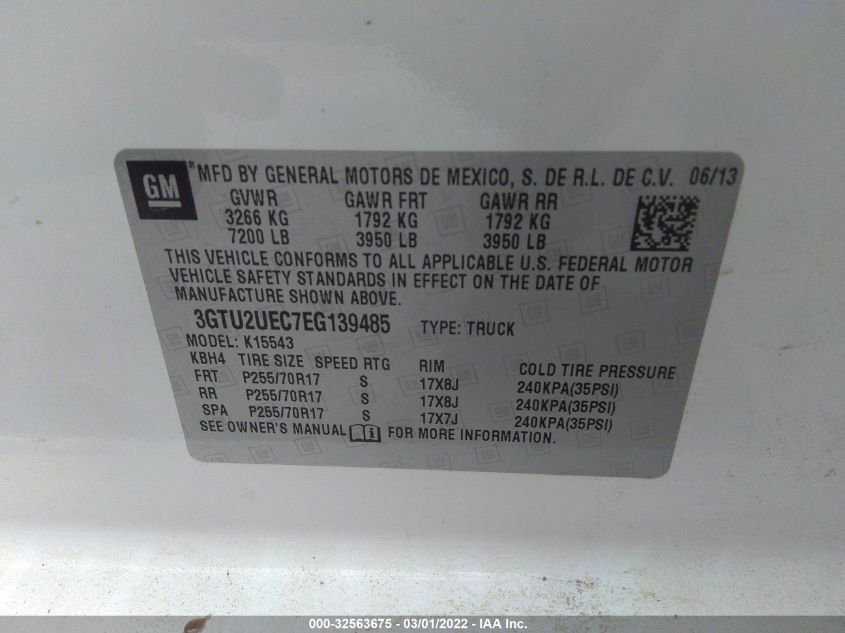 GM
MFD BY GENERAL MOTORS DE MEXICO, S. DE R.L. DE C.V. 06/13
GVWR GAWR FRT GAWR RR
3266 KG 1792 KG 1792 KG
7200 LB 3950 LB 3950 LB
THIS VEHICLE CONFORMS TO ALL APPLICABLE U.S. FEDERAL MOTOR
VEHICLE SAFETY STANDARDS IN EFFECT ON THE DATE OF
MANUFACTURE SHOWN ABOVE.
3GTU2UEC7EG139485 TYPE: TRUCK
MODEL: K15543
KBH4 TIRE SIZE SPEED RTG RIM COLD TIRE PRESSURE
FRT P255/70R17 S 17X8J 240KPA(35PSI)
RR P255/70R17 S 17X8J 240KPA(35PSI)
SPA P255/70R17 S 17X7J 240KPA(35PSI)
SEE OWNER'S MANUAL i FOR MORE INFORMATION.
000-32563675 - 03/01/2022 - IAA Inc.